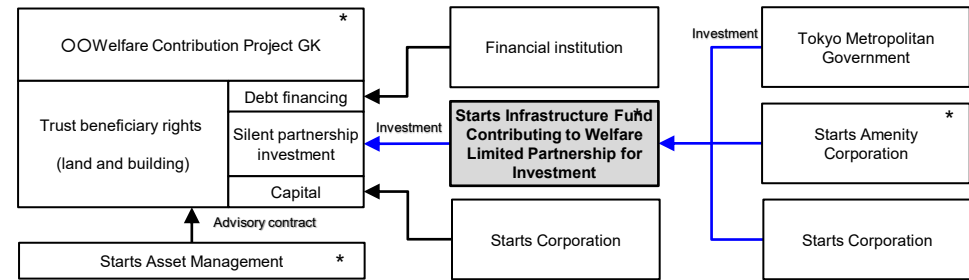 *
〇〇Welfare Contribution Project GK
Trust beneficiary rights
(land and building)
Debt financing
Silent partnership
investment
Capital
Advisory contract
Starts Asset Management *
Financial institution
Investment
Starts Infrastructure Fund
*
Contributing to Welfare
Limited Partnership for
Investment
Starts Corporation
Investment
Tokyo Metropolitan
Government
*
Starts Amenity
Corporation
Starts Corporation